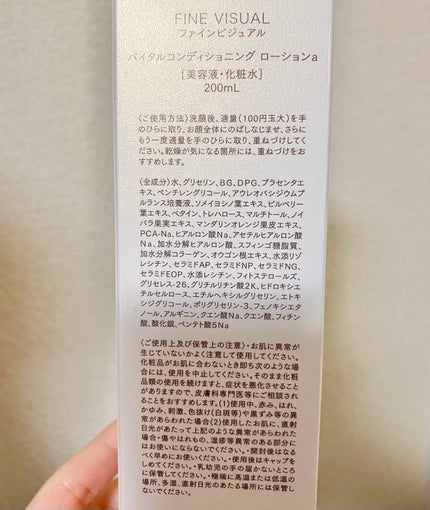 FINE VISUAL
ファインビジュアル
バイタルコンディショニング ローションa
［美容液・化粧水］
200mL
〈ご使用方法〉洗顔後、適量(100円玉大)を手
のひらに取り、お顔全体にのばしなじませ、さらに
もう一度適量を手のひらに取り、重ねづけしてく
ださい。乾燥が気になる箇所には、重ねづけをお
すすめします。
〈全成分〉水、グリセリン、BG、DPG、プラセンタエ
キス、ペンチレングリコール、アウレオバシジウムプ
ルランス培養液、ソメイヨシノ葉エキス、ビルベリー
葉エキス、ベタイン、トレハロース、マルチトール、ノイ
バラ果実エキス、マンダリンオレンジ果皮エキス、
PCA-Na、ヒアルロン酸Na、アセチルヒアルロン酸
Na、加水分解ヒアルロン酸、スフィンゴ糖脂質、
加水分解コラーゲン、オウゴン根エキス、水添リゾ
レシチン、セラミドAP、セラミドNP、セラミドNG、
セラミドEOP、水添レシチン、フィトステロールズ、
グリセレス-26、グリチルリチン酸2K、ヒドロキシエ
チルセルロース、エチルヘキシルグリセリン、エトキ
シジグリコール、ポリグリセリン-3、フェノキシエタ
ノール、アルギニン、クエン酸Na、クエン酸、フィチン
酸、酸化銀、ペンテト酸5Na
〈ご使用上及び保管上の注意〉・お肌に異常が
生じていないかよく注意して使用してください。
化粧品がお肌に合わないとき即ち次のような場
合には、使用を中止してください。そのまま化粧
品類の使用を続けますと、症状を悪化させること
がありますので、皮膚科専門医等にご相談され
ることをおすすめします。(1)使用中、赤み、はれ、
かゆみ、刺激、色抜け(白斑等)や黒ずみ等の異
常があらわれた場合(2)使用したお肌に、直射
日光があたって上記のような異常があらわれた
場合・傷やはれもの、湿疹等異常のある部分に
はお使いにならないでください。・開封後はなる
べく早めにお使いください。・使用後はキャップを
しめてください。・乳幼児の手の届かないところ
に保管してください。・極端に高温または低温の
場所、多湿、直射日光のあたる場所には保管し
ないでください。